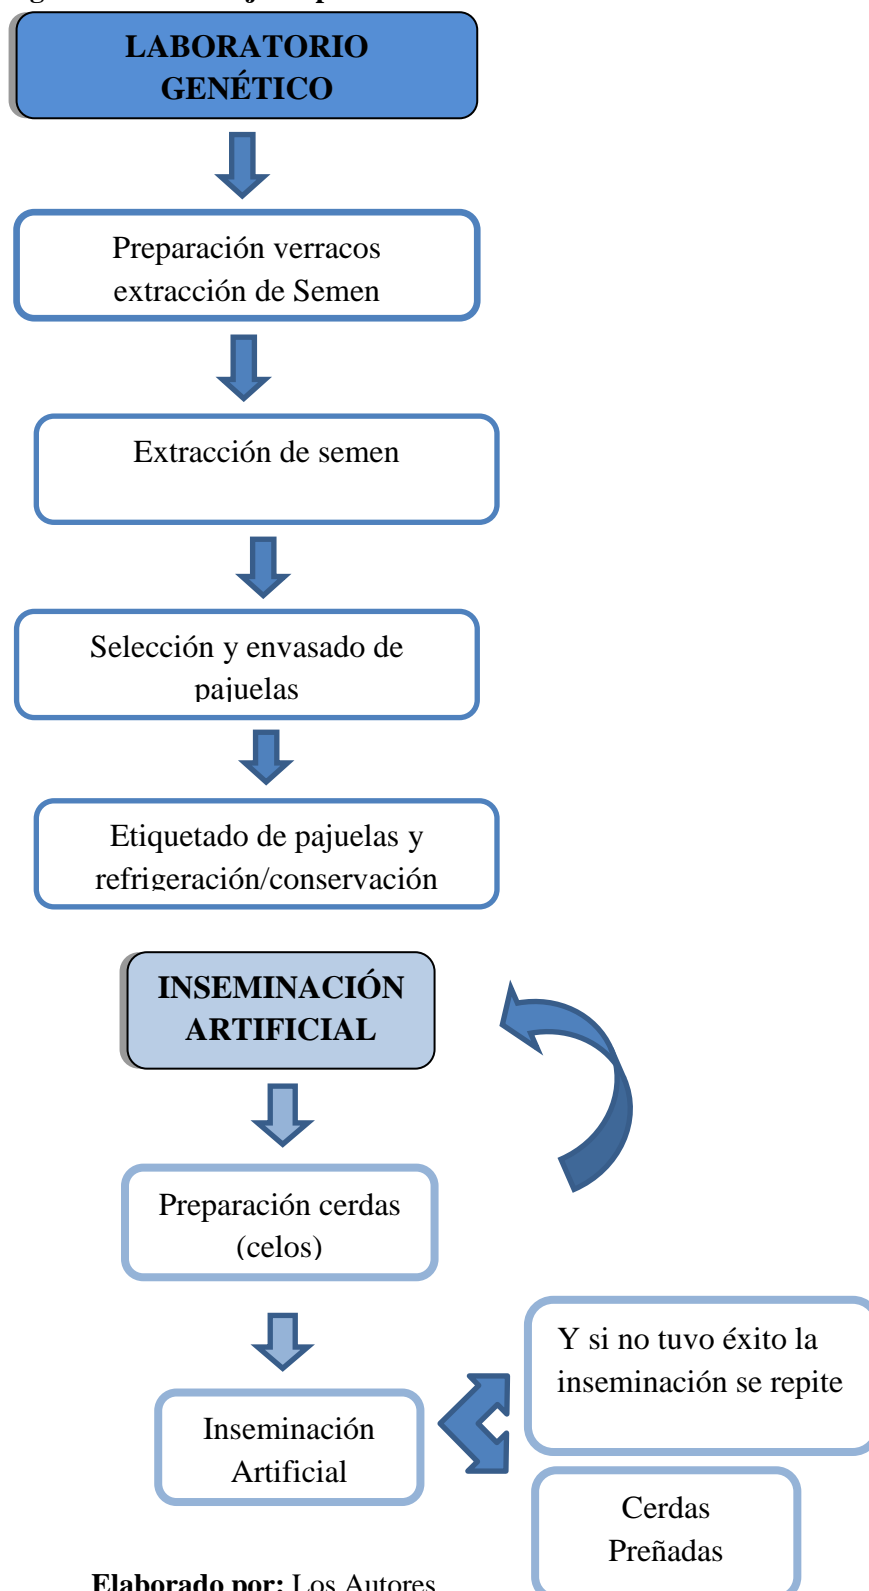 LABORATORIO
GENÉTICO
Preparación verracos
extracción de Semen
Extracción de semen
Selección y envasado de
pajuelas
Etiquetado de pajuelas y
refrigeración/conservación
INSEMINACIÓN
ARTIFICIAL
Preparación cerdas
(celos)
Y si no tuvo éxito la
inseminación se repite
Inseminación
Artificial
Cerdas
Preñadas
Elaborado por: Los Autores